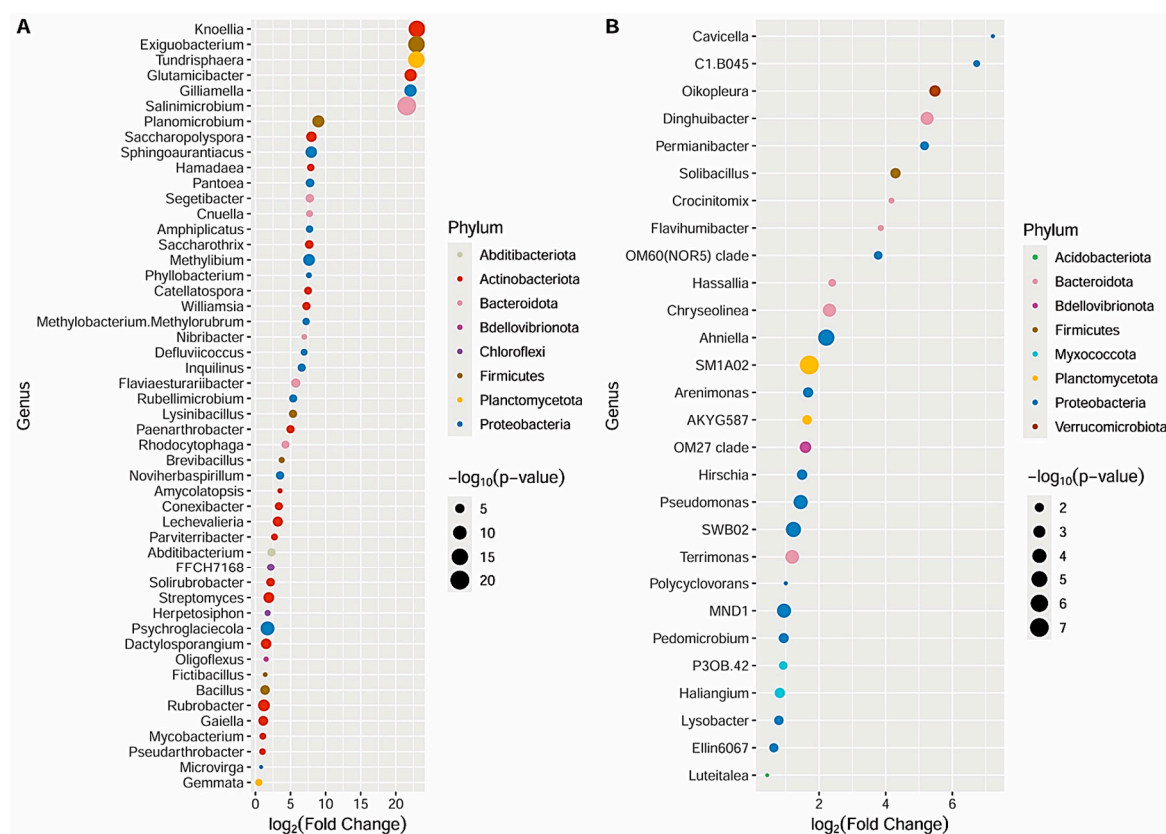 A
Knoellia
Exiguobacterium
Tundrisphaera
Glutamicibacter
Gilliamella
Salinimicrobium
Planomicrobium
Saccharopolyspora
Sphingoaurantiacus
Hamadaea
Pantoea
Segetibacter
Cnuella
Amphiplicatus
Saccharothrix
Methylibium
Phyllobacterium
Catellatospora
Williamsia
Methylobacterium.Methylorubrum
Nibribacter
Defluviicoccus
Inquilinus
Flaviaesturariibacter
Rubellimicrobium
Lysinibacillus
Paenarthrobacter
Rhodocytophaga
Brevibacillus
Noviherbaspirillum
Amycolatopsis
Conexibacter
Lechevalieria
Parviterribacter
Abditibacterium
FFCH7168
Solirubrobacter
Streptomyces
Herpetosiphon
Psychroglaciecola
Dactylosporangium
Oligoflexus
Fictibacillus
Bacillus
Rubrobacter
Gaiella
Mycobacterium
Pseudarthrobacter
Microvirga
Gemmata
Genus
0 5 10 15 20
log2(Fold Change)
Phylum
Abditibacteriota
Actinobacteriota
Bacteroidota
Bdellovibrionota
Chloroflexi
Firmicutes
Planctomycetota
Proteobacteria
−log10(p−value)
5
10
15
20
B
Cavicella
C1.B045
Oikopleura
Dinghuibacter
Permianibacter
Solibacillus
Crocinitomix
Flavihumibacter
OM60(NOR5) clade
Hassallia
Chryseolinea
Ahniella
SM1A02
Arenimonas
AKYG587
OM27 clade
Hirschia
Pseudomonas
SWB02
Terrimonas
Polycyclovorans
MND1
Pedomicrobium
P3OB.42
Haliangium
Lysobacter
Ellin6067
Luteitalea
Genus
2 4 6
log2(Fold Change)
Phylum
Acidobacteriota
Bacteroidota
Bdellovibrionota
Firmicutes
Myxococcota
Planctomycetota
Proteobacteria
Verrucomicrobiota
−log10(p−value)
2
3
4
5
6
7